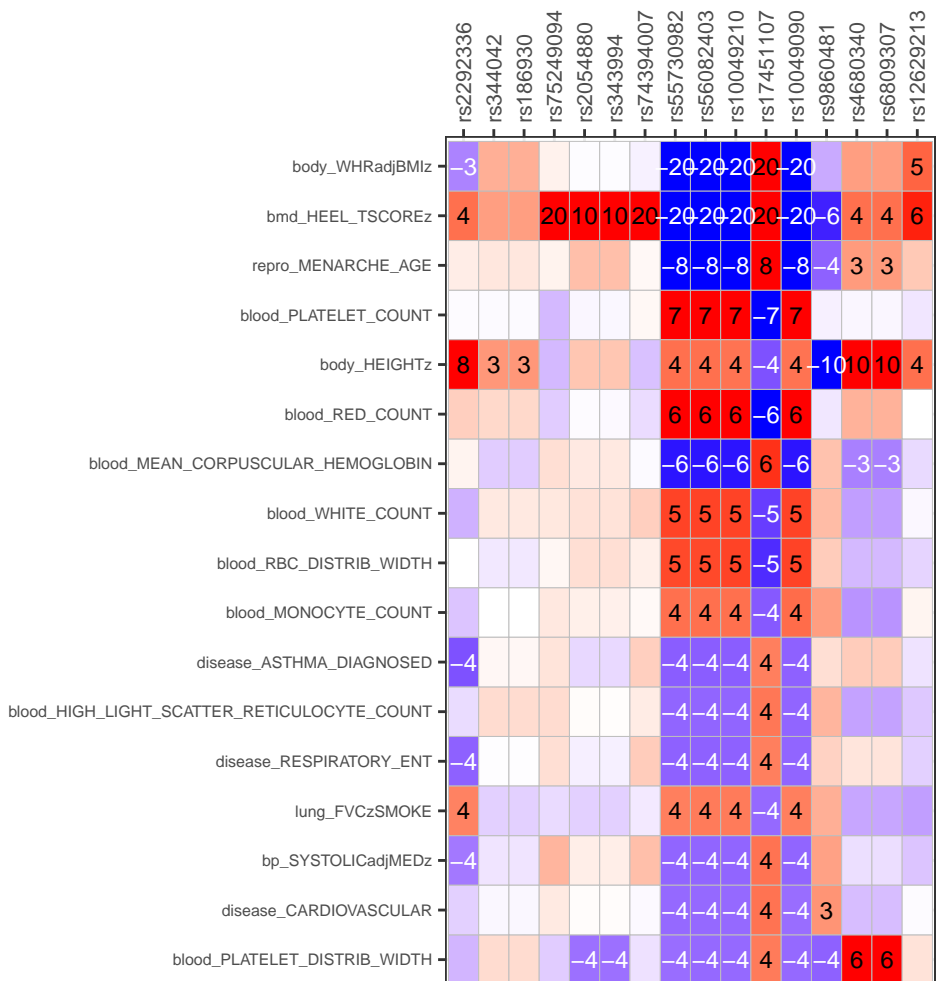 rs2292336 rs344042 rs186930 rs75249094 rs2054880 rs343994 rs74394007 rs55730982 rs56082403 rs10049210 rs17451107 rs10049090 rs9860481 rs4680340 rs6809307 rs12629213
body_WHRadjBMIz −3 −20 −20 −20 20 −20 5
bmd_HEEL_TSCOREz 4 20 10 10 20 −20 −20 −20 20 −20 −6 4 4 6
repro_MENARCHE_AGE −8 −8 −8 8 −8 −4 3 3
blood_PLATELET_COUNT 7 7 7 −7 7
body_HEIGHTz 8 3 3 4 4 4 −4 4 −10 10 10 4
blood_RED_COUNT 6 6 6 −6 6
blood_MEAN_CORPUSCULAR_HEMOGLOBIN −6 −6 −6 6 −6 −3 −3
blood_WHITE_COUNT 5 5 5 −5 5
blood_RBC_DISTRIB_WIDTH 5 5 5 −5 5
blood_MONOCYTE_COUNT 4 4 4 −4 4
disease_ASTHMA_DIAGNOSED −4 −4 −4 −4 4 −4
blood_HIGH_LIGHT_SCATTER_RETICULOCYTE_COUNT −4 −4 −4 4 −4
disease_RESPIRATORY_ENT −4 −4 −4 −4 4 −4
lung_FVCzSMOKE 4 4 4 4 −4 4
bp_SYSTOLICadjMEDz −4 −4 −4 −4 4 −4
disease_CARDIOVASCULAR −4 −4 −4 4 −4 3
blood_PLATELET_DISTRIB_WIDTH −4 −4 −4 −4 −4 4 −4 −4 6 6